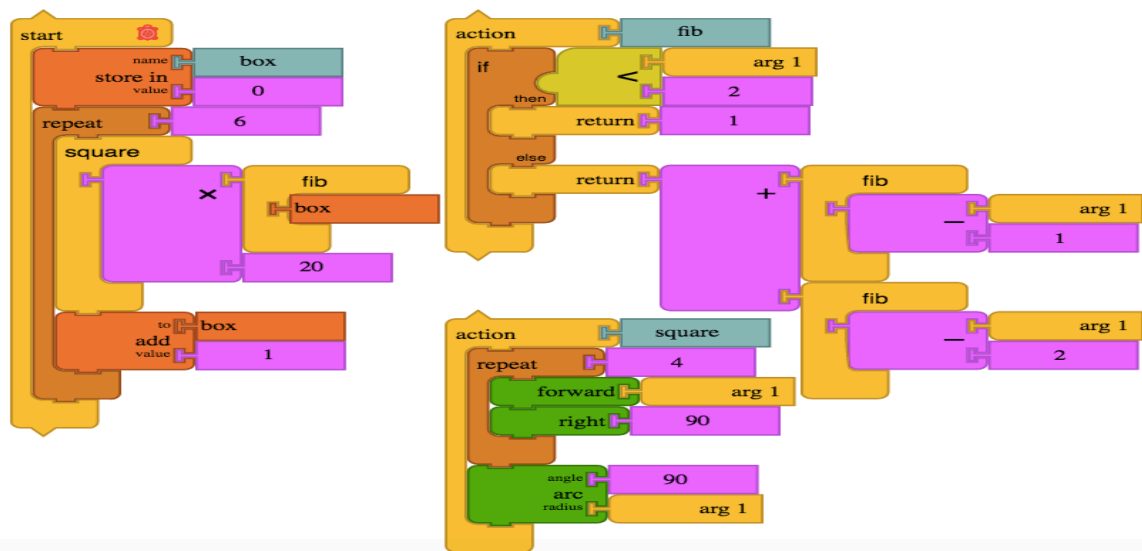 start
name box
store in
value 0
repeat 6
square
× fib
box
20
to box
add
value 1
action fib
if < arg 1
2
then
return 1
else
return + fib
− arg 1
1
fib
− arg 1
2
action square
repeat 4
forward arg 1
right 90
angle 90
arc
radius arg 1